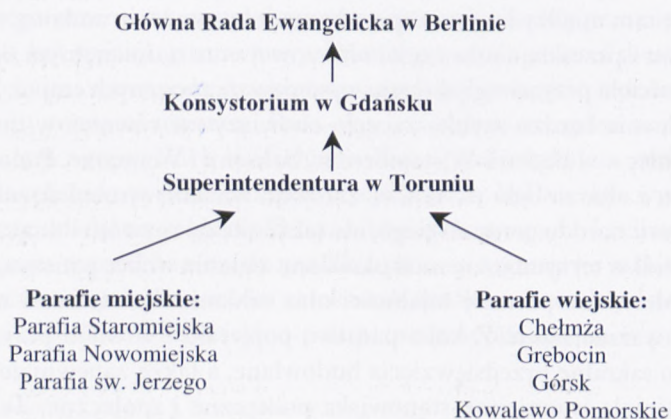 Główna Rada Ewangelicka w Berlinie
Konsystorium w Gdańsku
Superintendentura w Toruniu
Parafie miejskie:
Parafia Staromiejska
Parafia Nowomiejska
Parafia św. Jerzego
Parafie wiejskie:
Chełmża
Grębocin
Górsk
Kowalewo Pomorskie